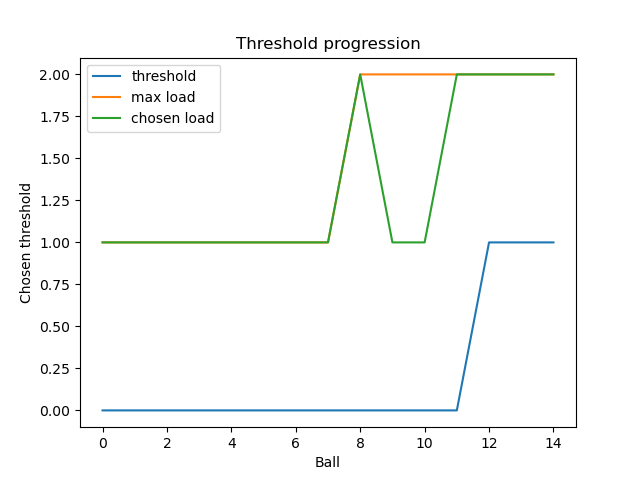 Threshold progression
threshold
max load
chosen load
2.00
1.75
1.50
1.25
1.00
0.75
0.50
0.25
0.00
Chosen threshold
0 2 4 6 8 10 12 14
Ball